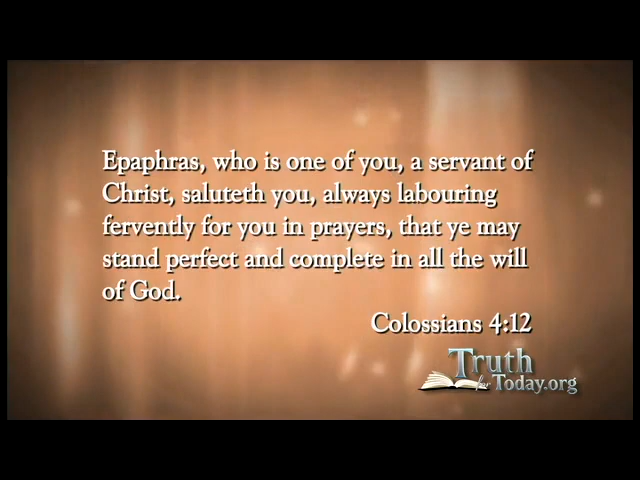 Epaphras, who is one of you, a servant of
Christ, saluteth you, always labouring
fervently for you in prayers, that ye may
stand perfect and complete in all the will
of God.
Colossians 4:12
Truth
for Today.org